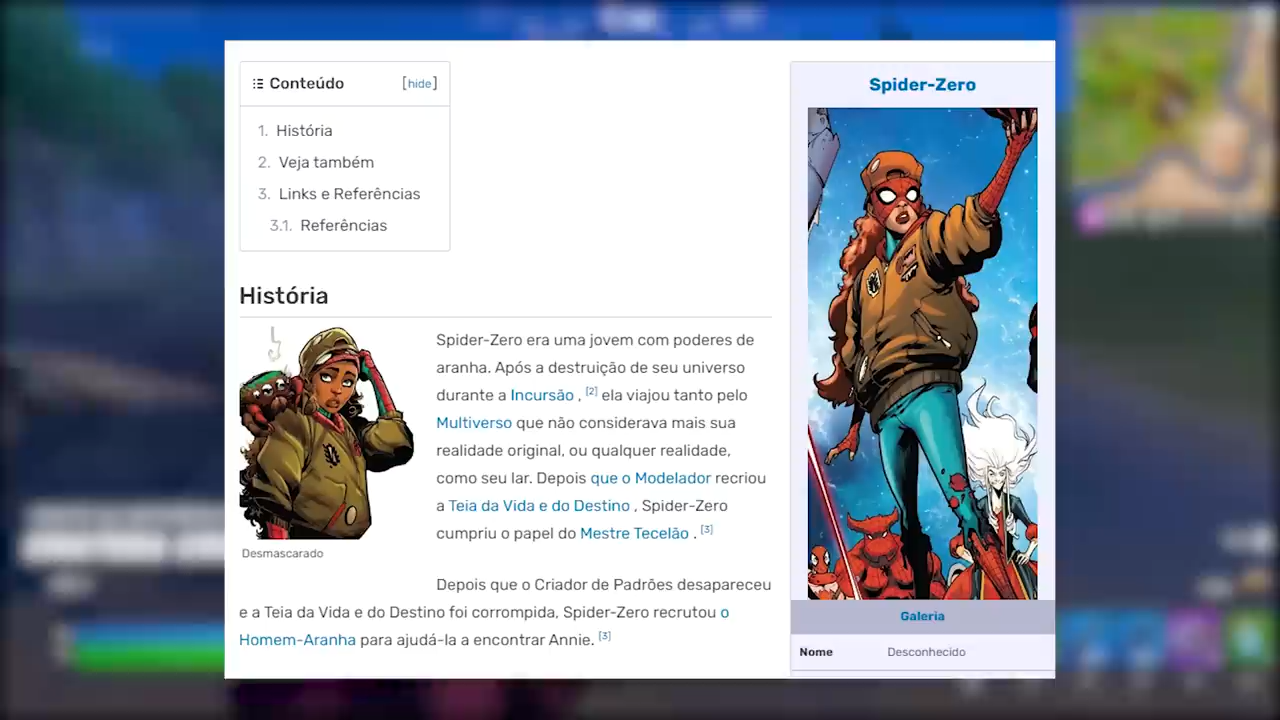 Conteúdo [hide]
1. História
2. Veja também
3. Links e Referências
3.1. Referências
História
Spider-Zero era uma jovem com poderes de
aranha. Após a destruição de seu universo
durante a Incursão , [2] ela viajou tanto pelo
Multiverso que não considerava mais sua
realidade original, ou qualquer realidade,
como seu lar. Depois que o Modelador recriou
a Teia da Vida e do Destino , Spider-Zero
cumpriu o papel do Mestre Tecelão . [3]
Desmascarado
Depois que o Criador de Padrões desapareceu
e a Teia da Vida e do Destino foi corrompida, Spider-Zero recrutou o
Homem-Aranha para ajudá-la a encontrar Annie. [3]
Spider-Zero
Galeria
Nome Desconhecido